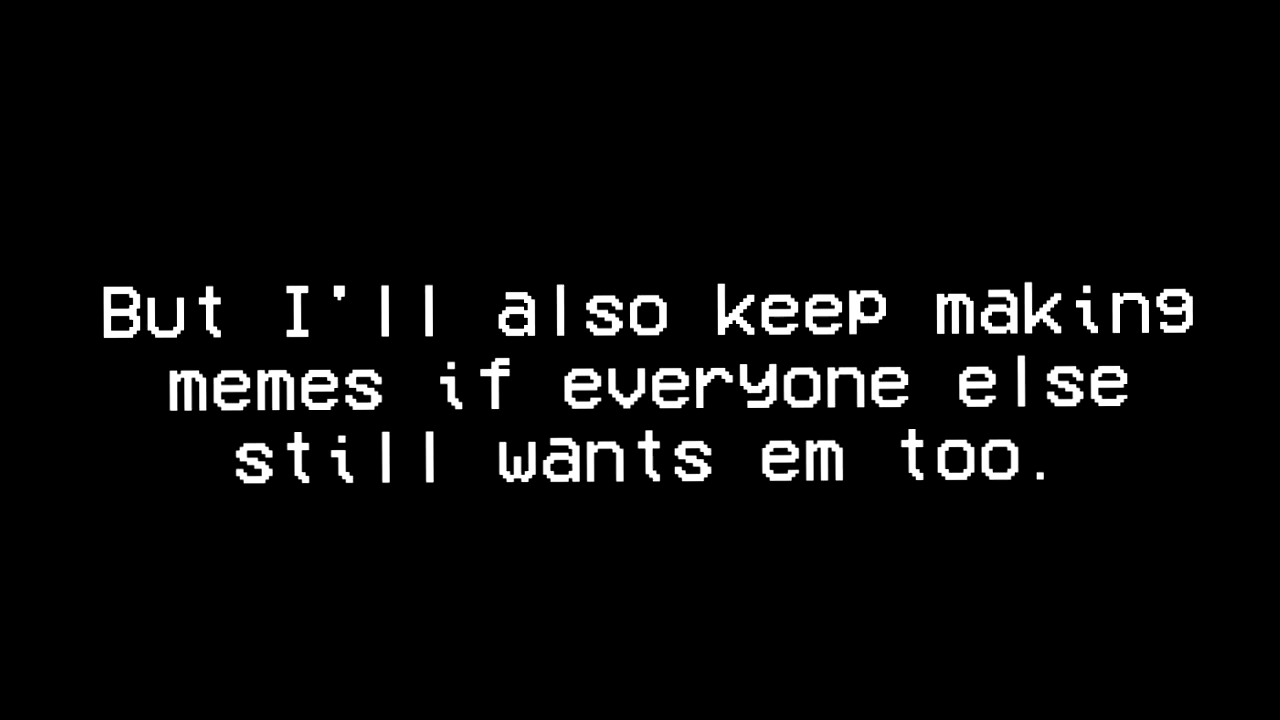 But I'll also keep making
memes if everyone else
still wants em too.